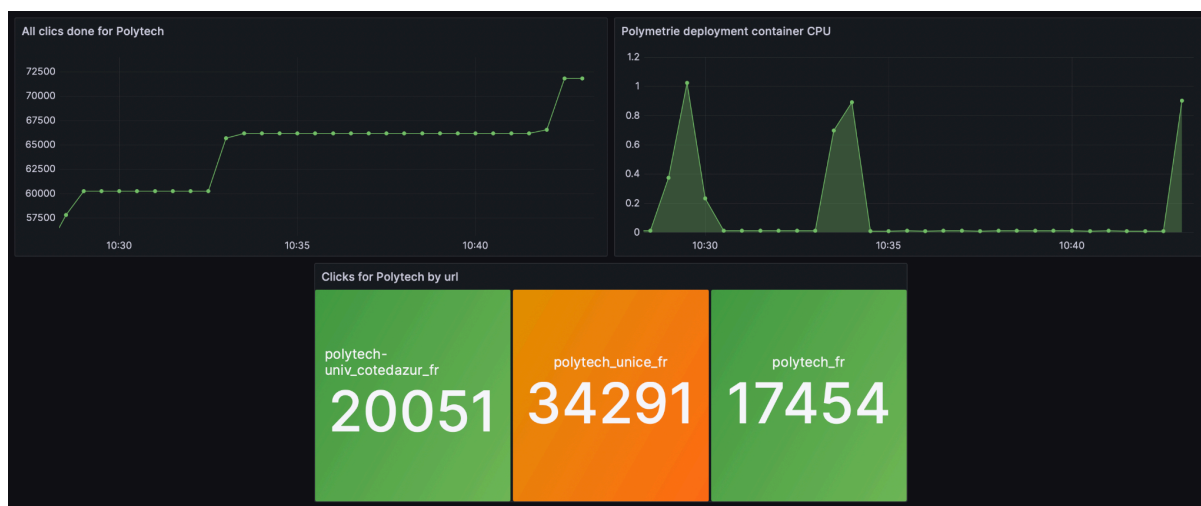 All clics done for Polytech
72500
70000
67500
65000
62500
60000
57500
10:30 10:35 10:40
Polymetrie deployment container CPU
1.2
1
0.8
0.6
0.4
0.2
0
10:30 10:35 10:40
Clicks for Polytech by url
polytech-
univ_cotedazur_fr
20051
polytech_unice_fr
34291
polytech_fr
17454